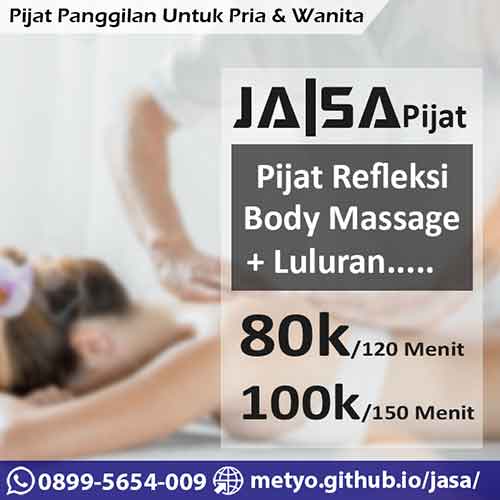 Pijat Panggilan Untuk Pria & Wanita
JA|SA Pijat
Pijat Refleksi
Body Massage
+ Luluran.....
80k/120 Menit
100k/150 Menit
0899-5654-009 metyo.github.io/jasa/